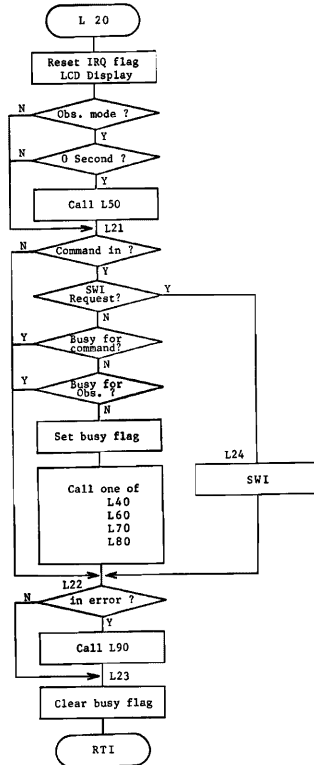 L 20
Reset IRQ flag
LCD Display
N
Obs. mode ?
Y
N
0 Second ?
Y
Call L50
L21
N
Command in ?
Y
SWI
Request?
Y
N
Y
Busy for
command?
N
Y
Busy for
Obs. ?
N
Set busy flag
L24
SWI
Call one of
L40
L60
L70
L80
L22
N
in error ?
Y
Call L90
L23
Clear busy flag
RTI